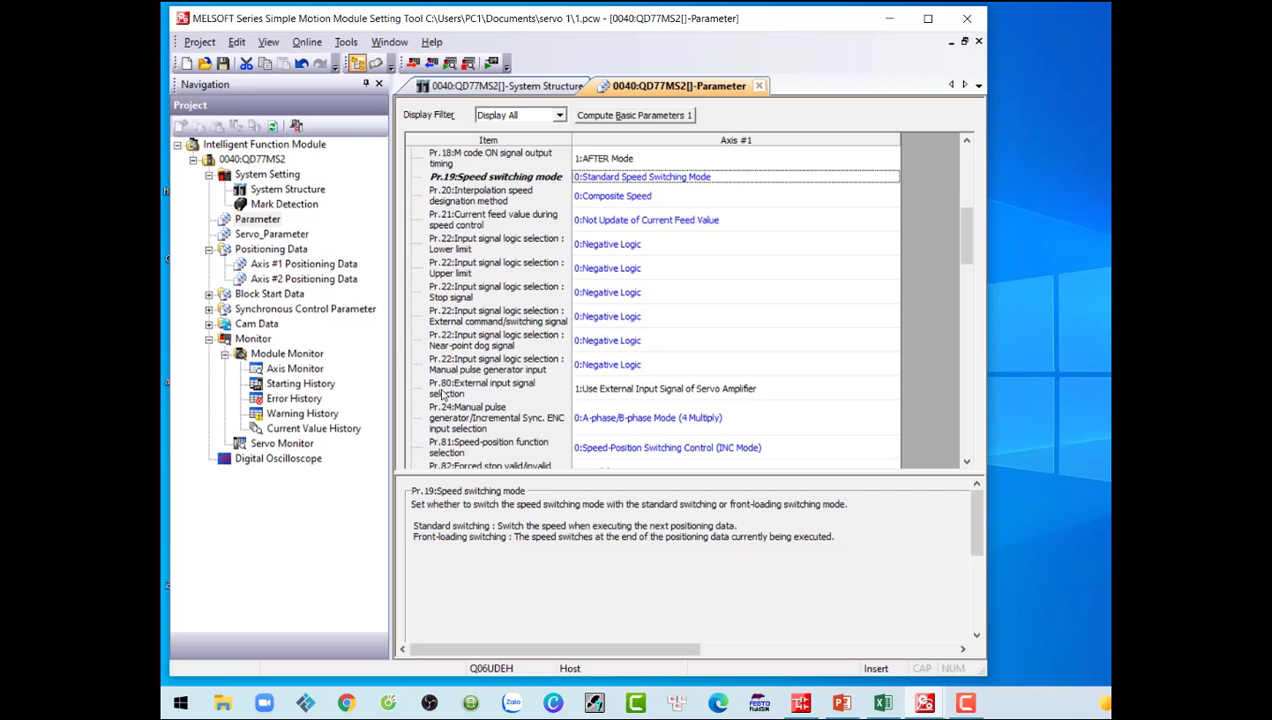 MELSOFT Series Simple Motion Module Setting Tool C:\Users\PC1\Documents\servo 1\1.pcw - [0040:QD77MS2[]-Parameter]
Project Edit View Online Tools Window Help
Navigation
0040:QD77MS2[]-System Structure
0040:QD77MS2[]-Parameter
Project
Display Filter
Display All
Compute Basic Parameters 1
Intelligent Function Module
0040:QD77MS2
System Setting
System Structure
Mark Detection
Parameter
Servo_Parameter
Positioning Data
Axis #1 Positioning Data
Axis #2 Positioning Data
Block Start Data
Synchronous Control Parameter
Cam Data
Monitor
Module Monitor
Axis Monitor
Starting History
Error History
Warning History
Current Value History
Servo Monitor
Digital Oscilloscope
Item
Axis #1
Pr.18:M code ON signal output
timing
1:AFTER Mode
Pr.19:Speed switching mode
0:Standard Speed Switching Mode
Pr.20:Interpolation speed
designation method
0:Composite Speed
Pr.21:Current feed value during
speed control
0:Not Update of Current Feed Value
Pr.22:Input signal logic selection :
Lower limit
0:Negative Logic
Pr.22:Input signal logic selection :
Upper limit
0:Negative Logic
Pr.22:Input signal logic selection :
Stop signal
0:Negative Logic
Pr.22:Input signal logic selection :
External command/switching signal
0:Negative Logic
Pr.22:Input signal logic selection :
Near-point dog signal
0:Negative Logic
Pr.22:Input signal logic selection :
Manual pulse generator input
0:Negative Logic
Pr.80:External input signal
selection
1:Use External Input Signal of Servo Amplifier
Pr.24:Manual pulse
generator/Incremental Sync. ENC
input selection
0:A-phase/B-phase Mode (4 Multiply)
Pr.81:Speed-position function
selection
0:Speed-Position Switching Control (INC Mode)
Pr.82:Forced stop valid/invalid
Pr.19:Speed switching mode
Set whether to switch the speed switching mode with the standard switching or front-loading switching mode.
Standard switching : Switch the speed when executing the next positioning data.
Front-loading switching : The speed switches at the end of the positioning data currently being executed.
Q06UDEH
Host
Insert
CAP
NUM
Zalo
FESTO